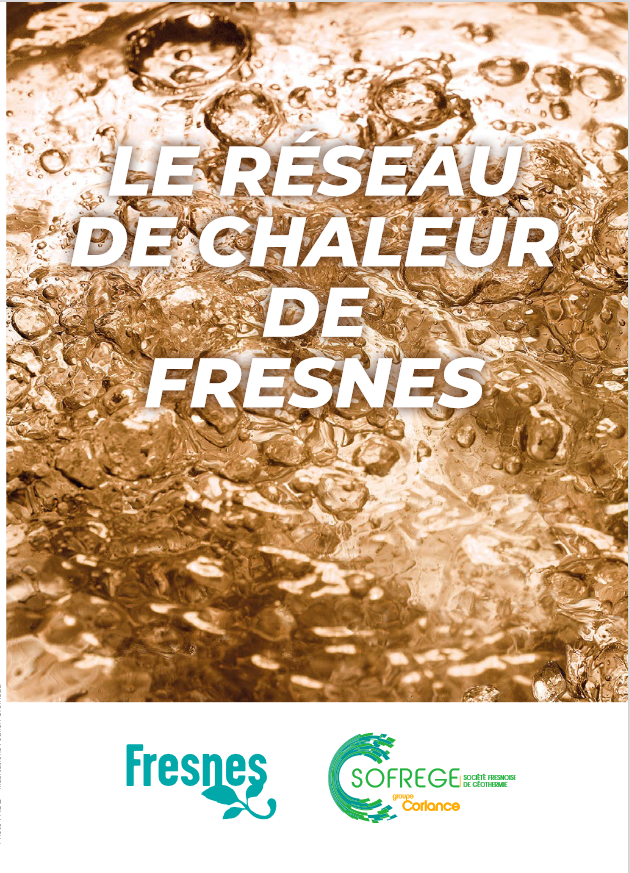 LE RÉSEAU
DE CHALEUR
DE
FRESNES
Fresnes
SOFREGE
SOCIÉTÉ FRESNOISE
DE GÉOTHERMIE
groupe
Coriance